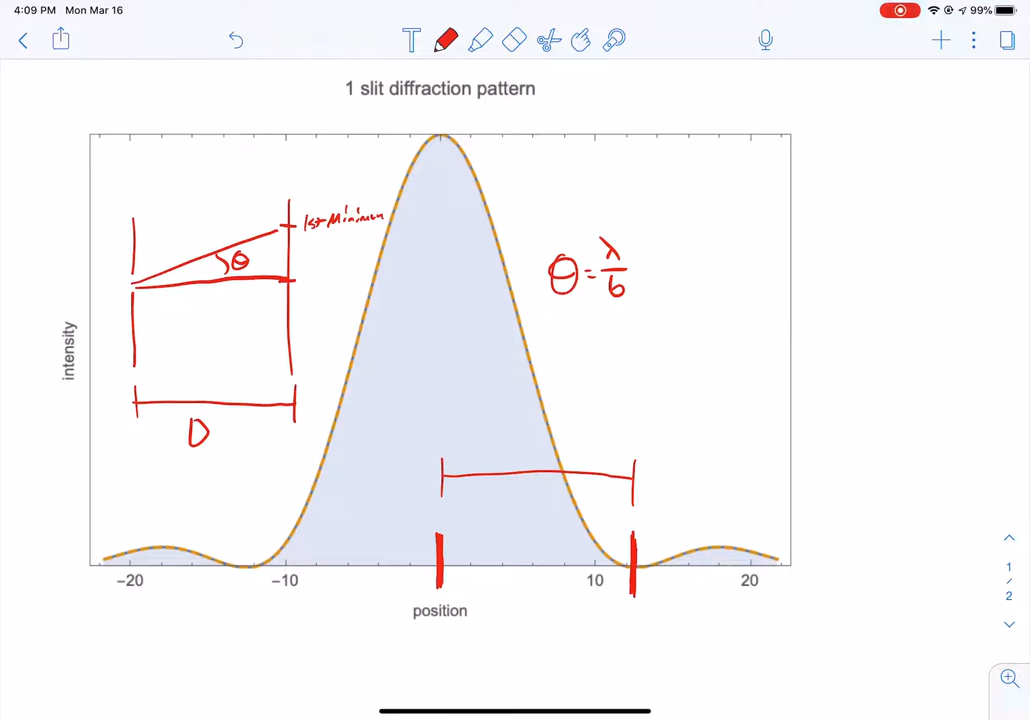 4:09 PM Mon Mar 16
99%
T
1 slit diffraction pattern
1st Minimum
θ
θ = λ/b
intensity
D
−20
−10
10
20
position
1
/
2